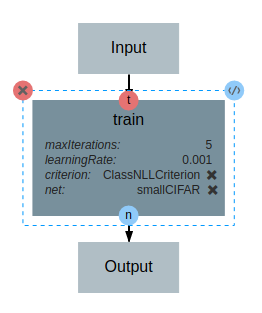 Input
t
train
maxIterations: 5
learningRate: 0.001
criterion: ClassNLLCriterion
net: smallCIFAR
n
Output